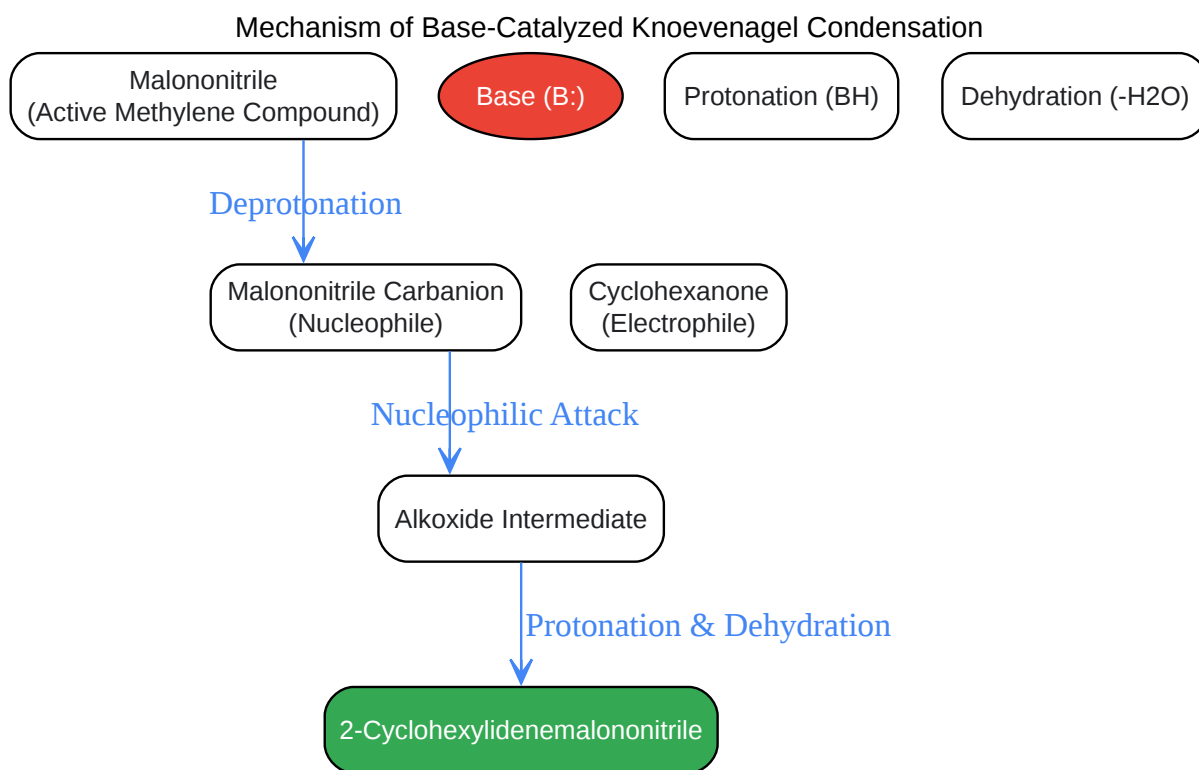 Mechanism of Base-Catalyzed Knoevenagel Condensation
Malononitrile
(Active Methylene Compound)
Base (B:)
Protonation (BH)
Dehydration (-H2O)
Deprotonation
Malononitrile Carbanion
(Nucleophile)
Cyclohexanone
(Electrophile)
Nucleophilic Attack
Alkoxide Intermediate
Protonation & Dehydration
2-Cyclohexylidenemalononitrile